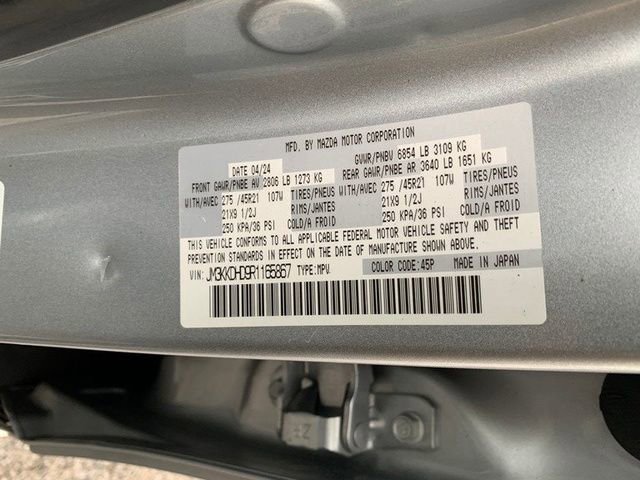 MFD. BY MAZDA MOTOR CORPORATION
DATE 04/24 GVWR/PNBV 6854 LB 3109 KG
FRONT GAWR/PNBE AV 2806 LB 1273 KG REAR GAWR/PNBE AR 3640 LB 1651 KG
WITH/AVEC 275 /45R21 107W TIRES/PNEUS WITH/AVEC 275 /45R21 107W TIRES/PNEUS
21X9 1/2J RIMS/JANTES 21X9 1/2J RIMS/JANTES
250 KPA/36 PSI COLD/A FROID 250 KPA/36 PSI COLD/A FROID
THIS VEHICLE CONFORMS TO ALL APPLICABLE FEDERAL MOTOR VEHICLE SAFETY AND THEFT
PREVENTION STANDARDS IN EFFECT ON THE DATE OF MANUFACTURE SHOWN ABOVE.
VIN: JM3KKDHD9R1165867 TYPE:MPV. COLOR CODE:45P MADE IN JAPAN